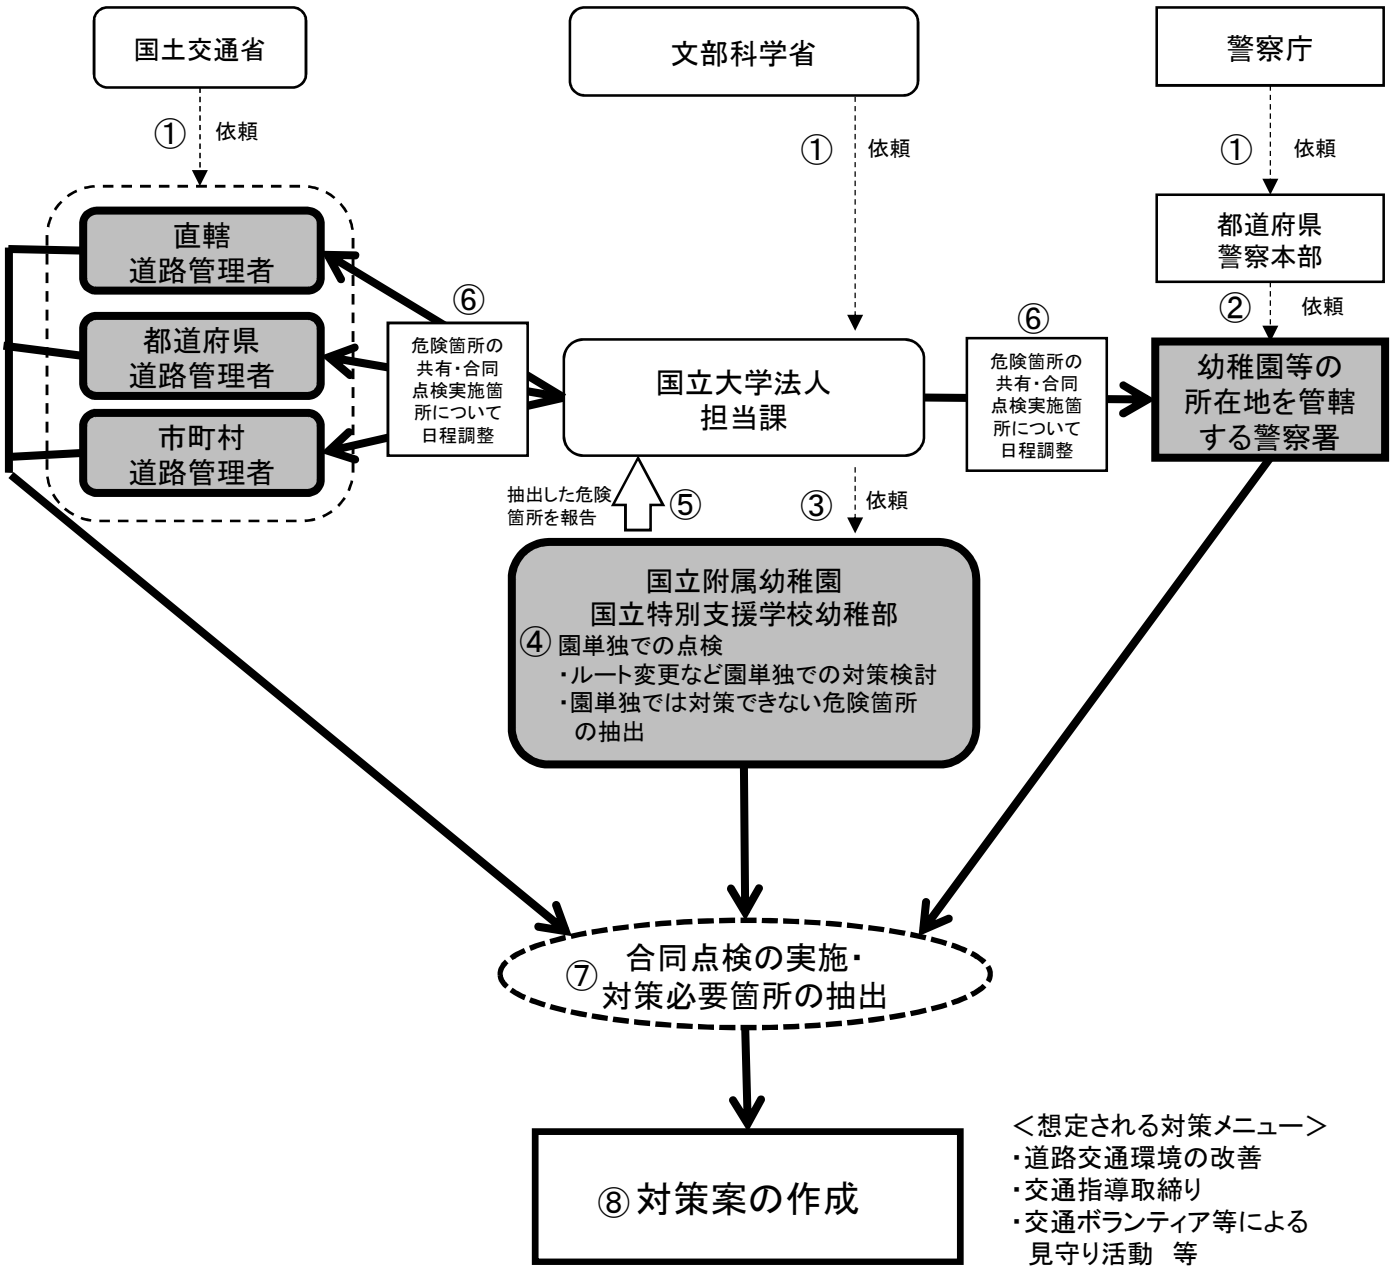 国土交通省
文部科学省
警察庁
①
依頼
①
依頼
①
依頼
直轄
道路管理者
都道府県
道路管理者
市町村
道路管理者
都道府県
警察本部
②
依頼
⑥
危険箇所の
共有・合同
点検実施箇
所について
日程調整
国立大学法人
担当課
⑥
危険箇所の
共有・合同
点検実施箇
所について
日程調整
幼稚園等の
所在地を管轄
する警察署
抽出した危険
箇所を報告
⑤
③
依頼
国立附属幼稚園
国立特別支援学校幼稚部
④
園単独での点検
・ルート変更など園単独での対策検討
・園単独では対策できない危険箇所
の抽出
⑦
合同点検の実施・
対策必要箇所の抽出
⑧対策案の作成
＜想定される対策メニュー＞
・道路交通環境の改善
・交通指導取締り
・交通ボランティア等による
見守り活動　等